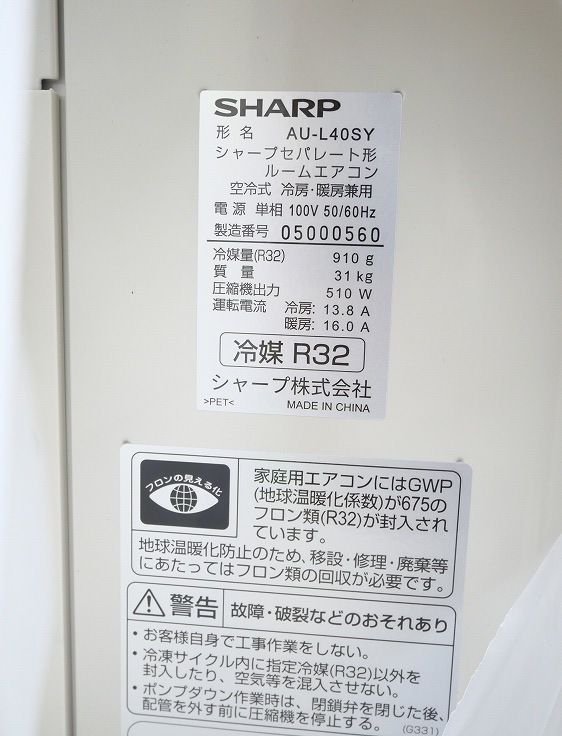 SHARP
形名 AU-L40SY
シャープセパレート形
ルームエアコン
空冷式 冷房・暖房兼用
電源 単相 100V 50/60Hz
製造番号 05000560
冷媒量(R32) 910 g
質量 31 kg
圧縮機出力 510 W
運転電流 冷房: 13.8 A
暖房: 16.0 A
冷媒 R32
シャープ株式会社
>PET< MADE IN CHINA
フロンの見える化
家庭用エアコンにはGWP
(地球温暖化係数)が675の
フロン類(R32)が封入され
ています。
地球温暖化防止のため、移設・修理・廃棄等
にあたってはフロン類の回収が必要です。
警告 故障・破裂などのおそれあり
・お客様自身で工事作業をしない。
・冷凍サイクル内に指定冷媒(R32)以外を
封入したり、空気等を混入させない。
・ポンプダウン作業時は、閉鎖弁を閉じた後、
配管を外す前に圧縮機を停止する。 (G331)